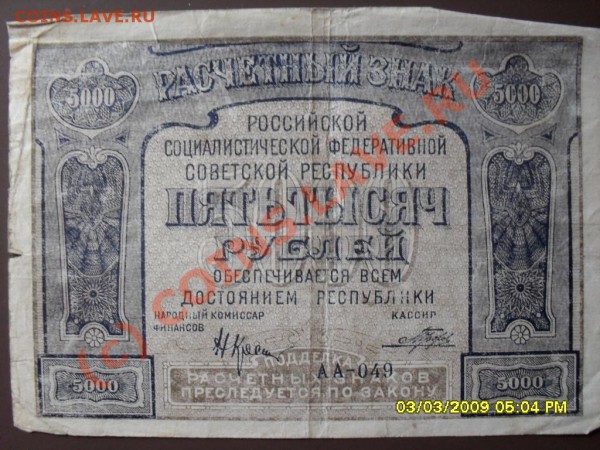 COINS.LAVE.RU
РАСЧЕТНЫЙ ЗНАК
5000 5000
РОССИЙСКОЙ
СОЦИАЛИСТИЧЕСКОЙ ФЕДЕРАТИВНОЙ
СОВЕТСКОЙ РЕСПУБЛИКИ
ПЯТЬ ТЫСЯЧ
РУБЛЕЙ
ОБЕСПЕЧИВАЕТСЯ ВСЕМ
ДОСТОЯНИЕМ РЕСПУБЛИКИ
НАРОДНЫЙ КОМИССАР КАССИР
ФИНАНСОВ
(C) COINS.LAVE.RU
ПОДДЕЛКА
АА-049
5000 РАСЧЕТНЫХ ЗНАКОВ 5000
ПРЕСЛЕДУЕТСЯ ПО ЗАКОНУ
03/03/2009 05:04 PM